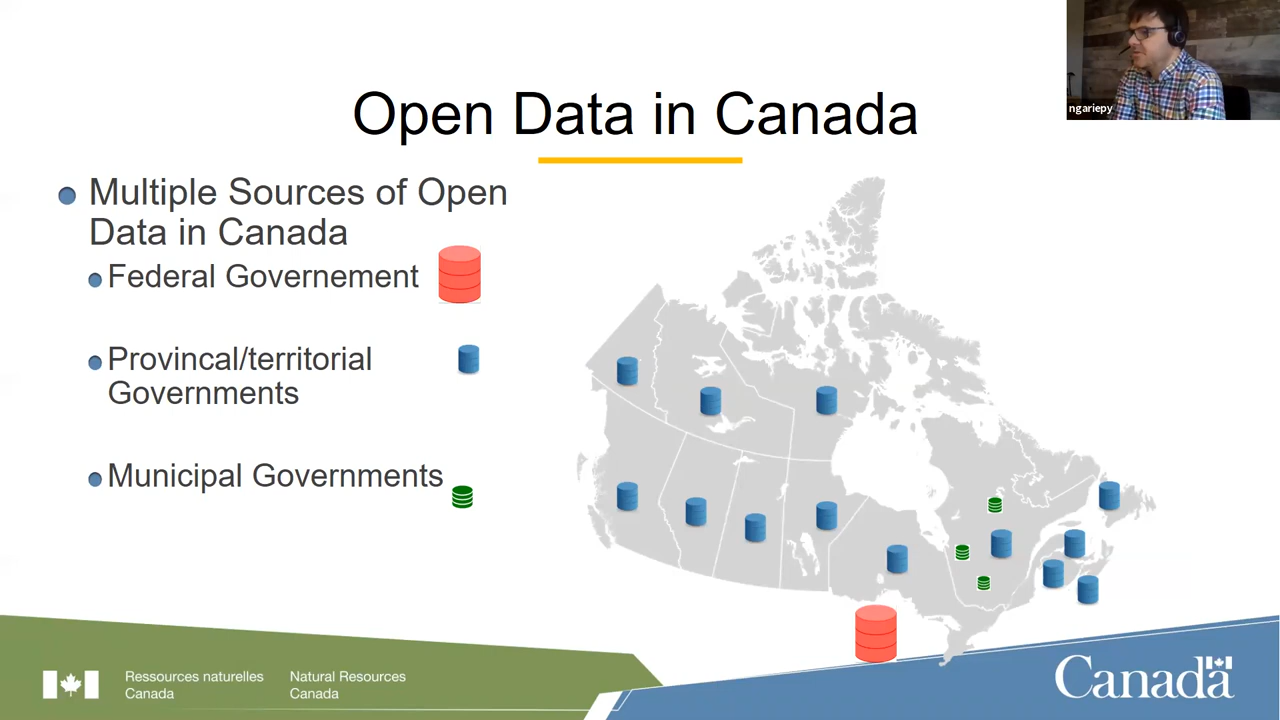 ngariepy
Open Data in Canada
Multiple Sources of Open
Data in Canada
Federal Governement
Provincal/territorial
Governments
Municipal Governments
Ressources naturelles
Canada
Natural Resources
Canada
Canada